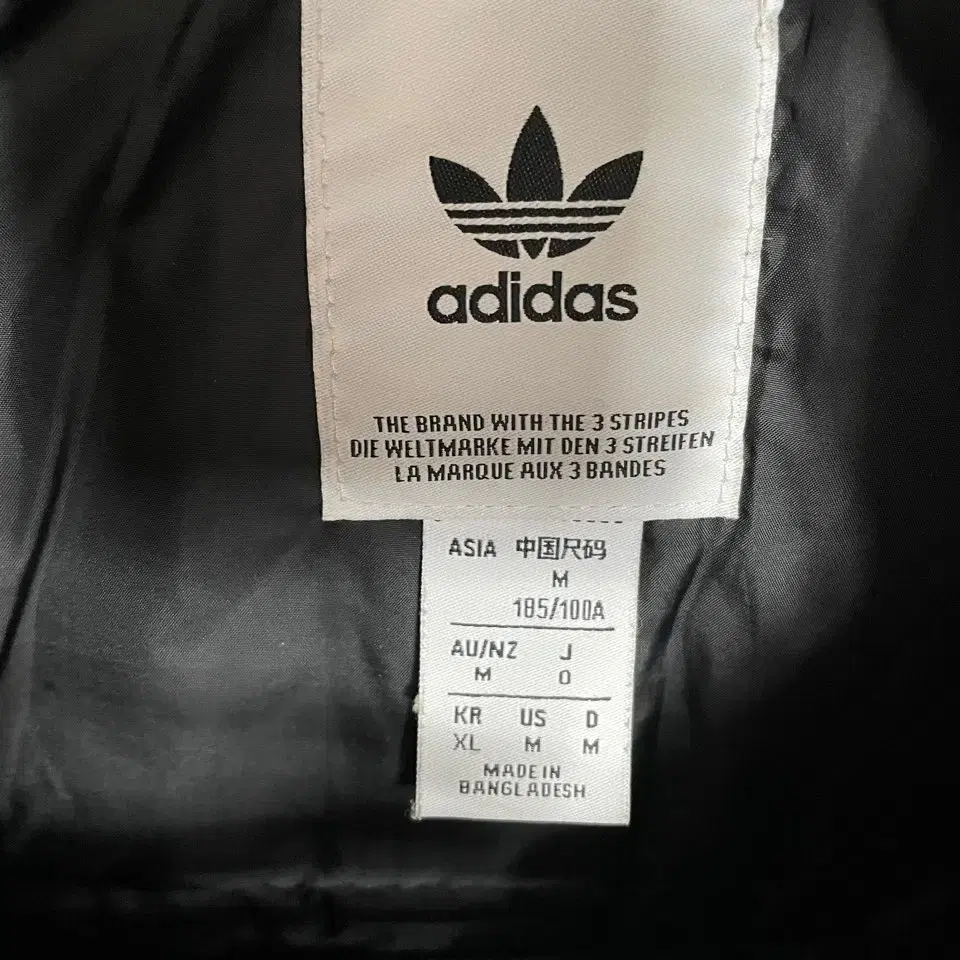 adidas
THE BRAND WITH THE 3 STRIPES
DIE WELTMARKE MIT DEN 3 STREIFEN
LA MARQUE AUX 3 BANDES
ASIA 中国尺码
M
185/100A
AU/NZ J
M O
KR US D
XL M M
MADE IN
BANGLADESH